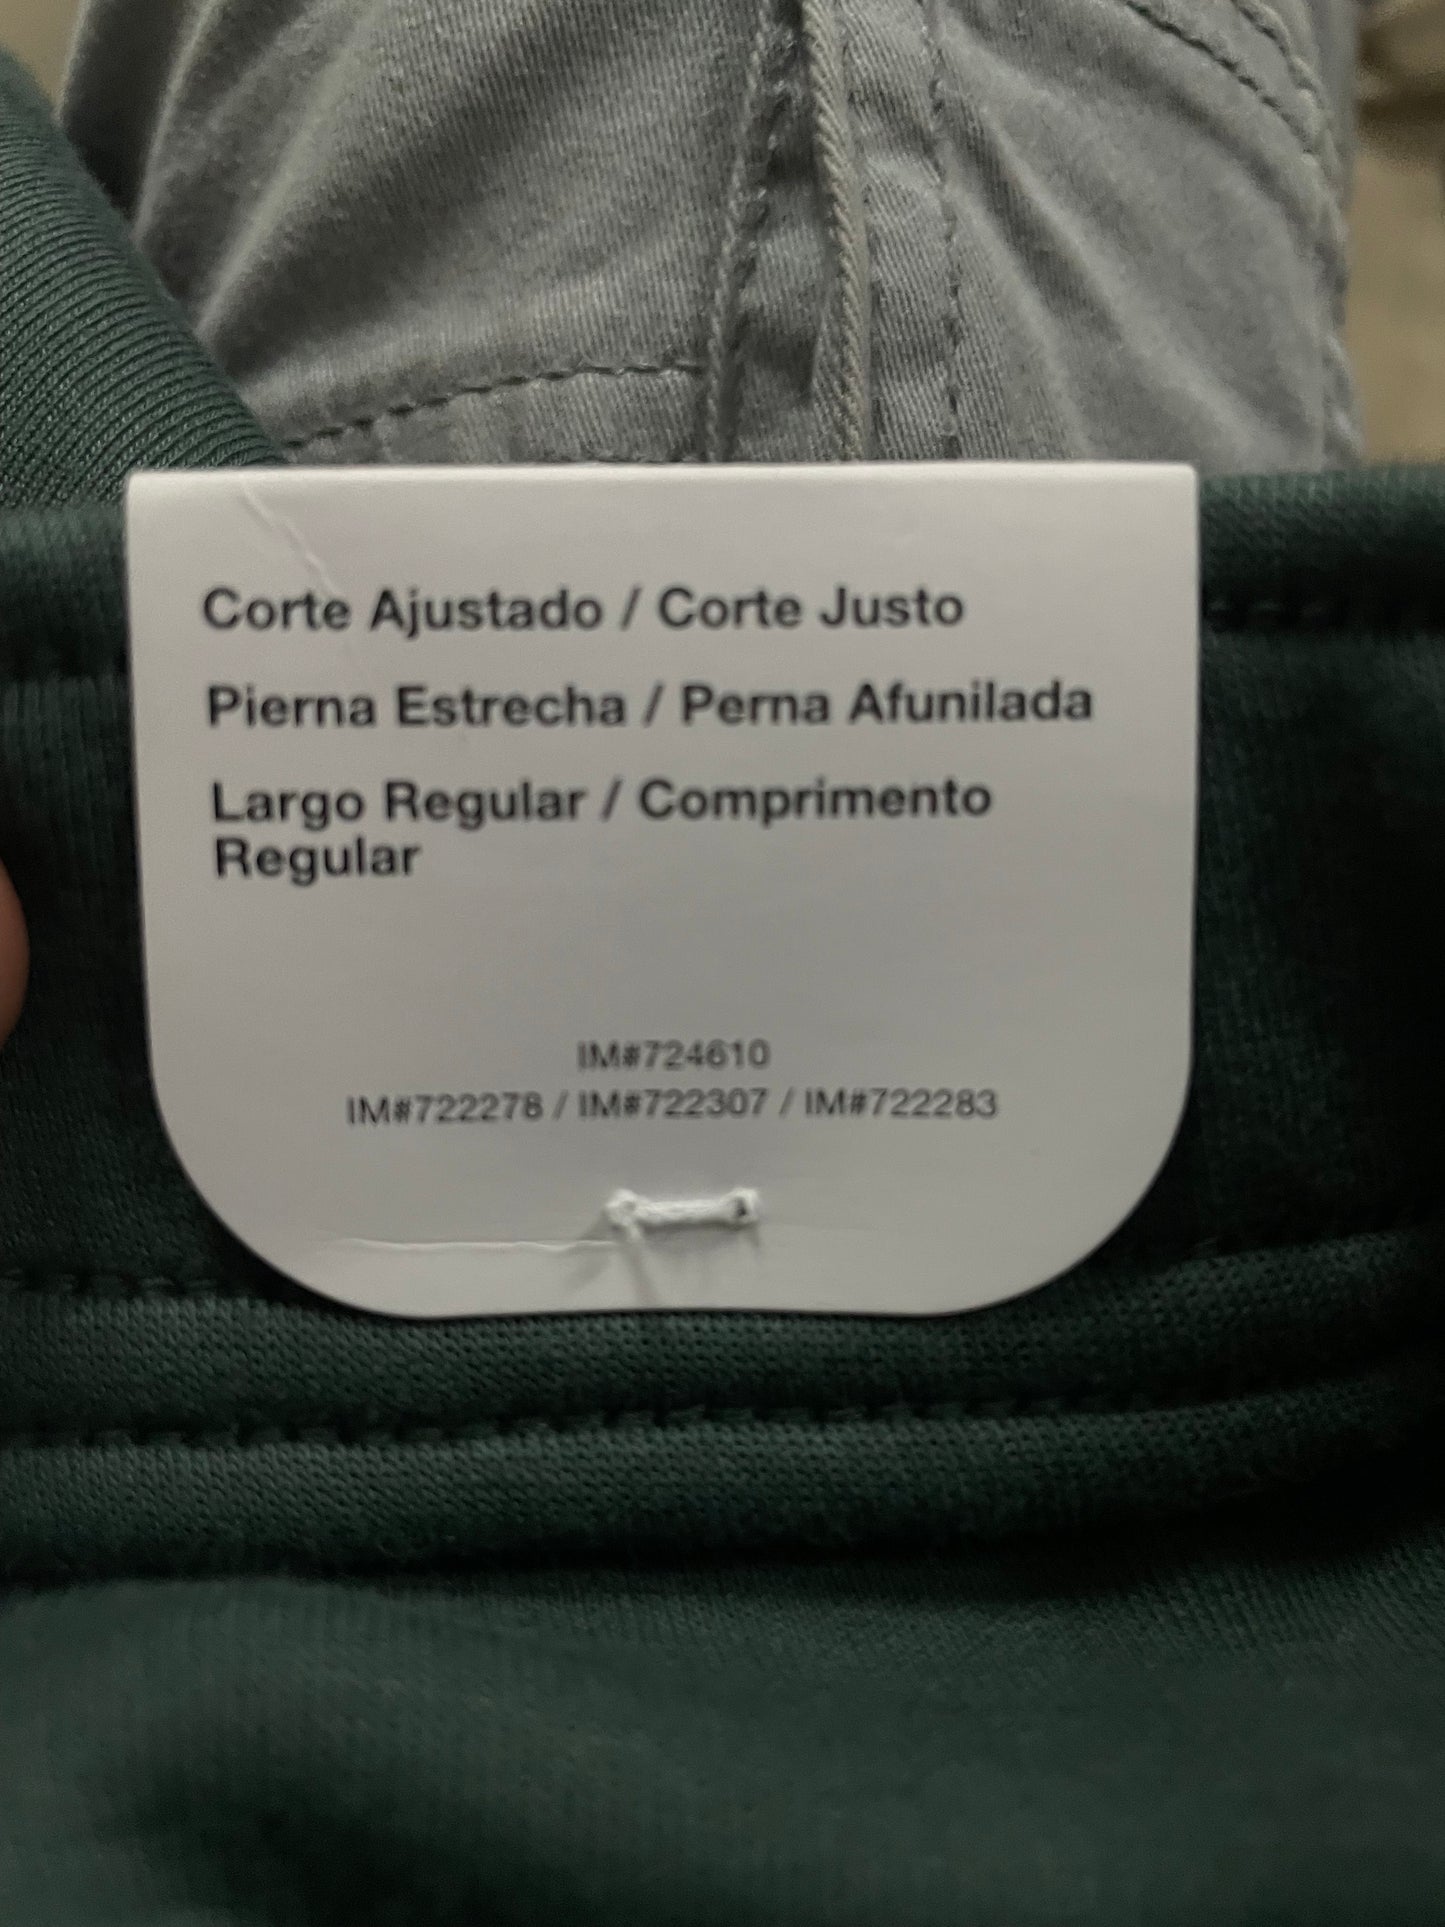 Corte Ajustado / Corte Justo
Pierna Estrecha / Perna Afunilada
Largo Regular / Comprimento
Regular
IM#724610
IM#722278 / IM#722307 / IM#722283